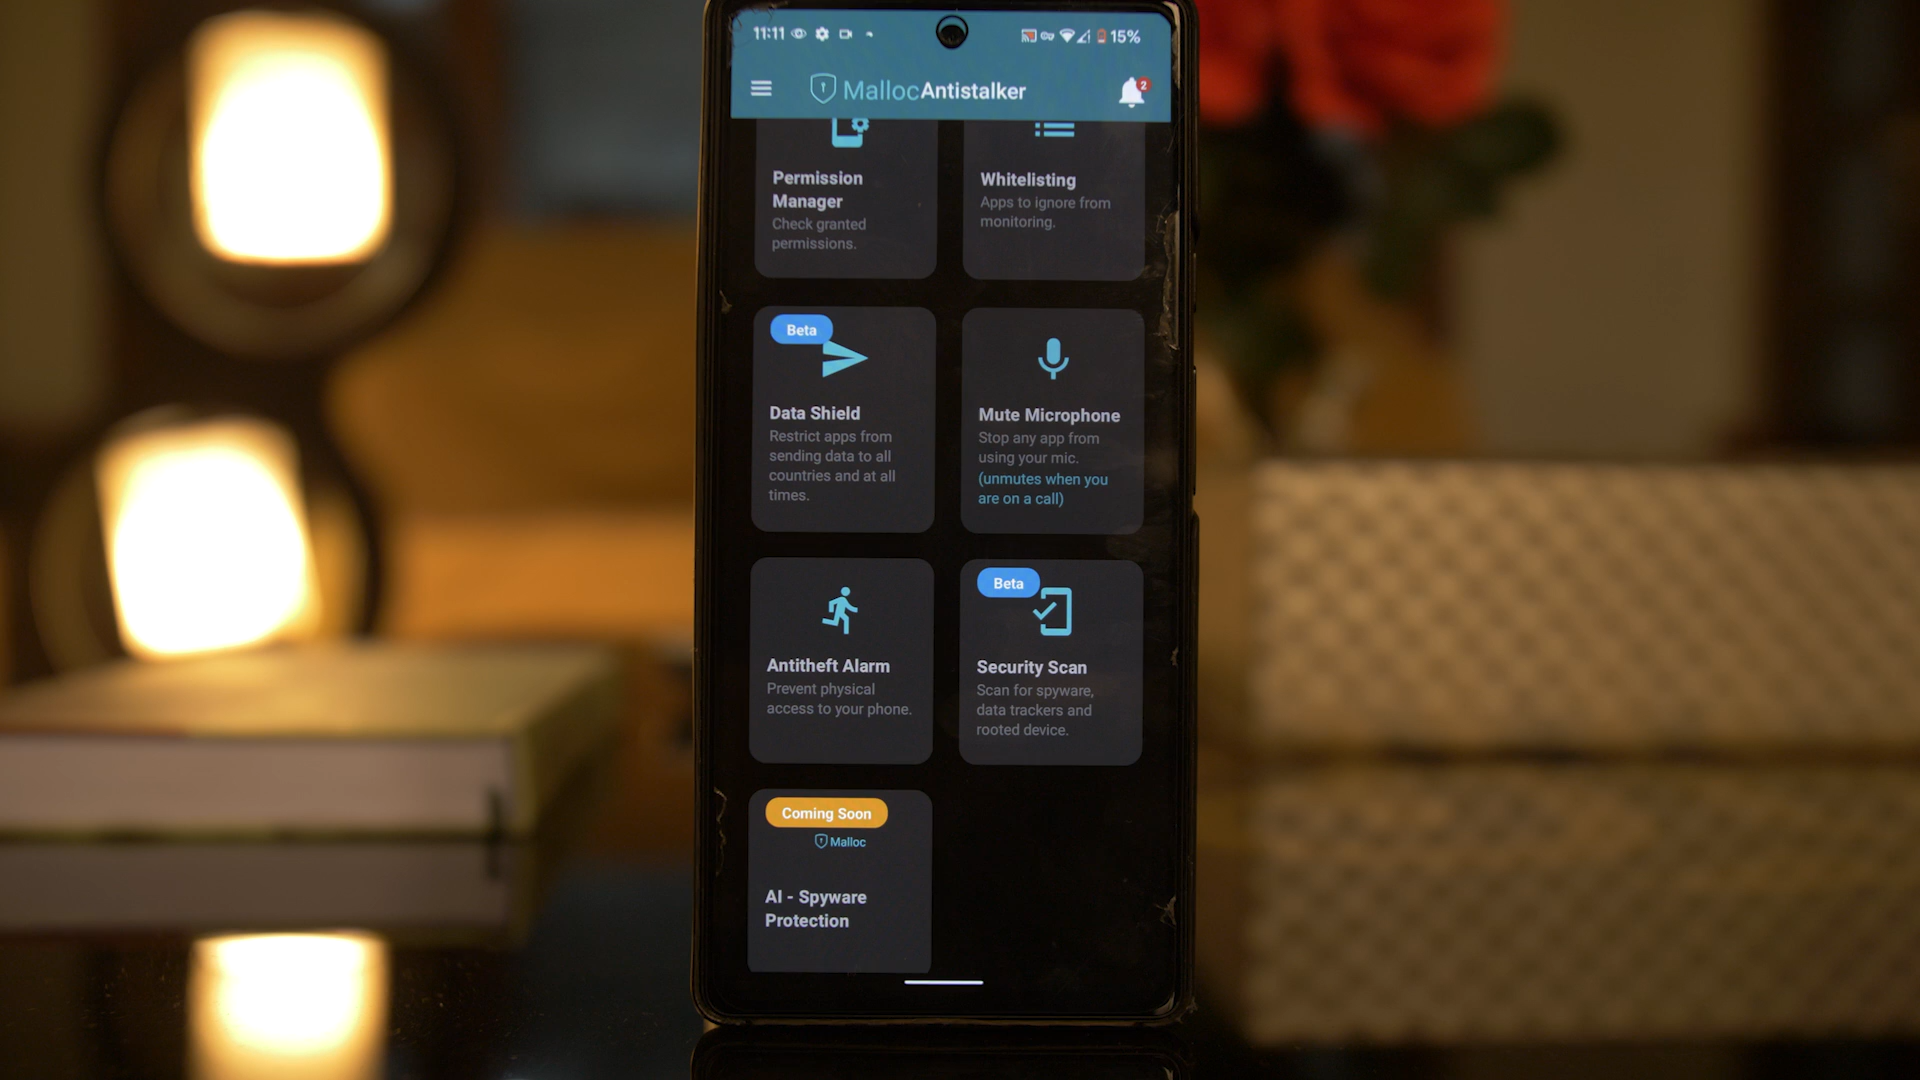 11:11
15%
MallocAntistalker
2
Permission
Manager
Check granted
permissions.
Whitelisting
Apps to ignore from
monitoring.
Beta
Data Shield
Restrict apps from
sending data to all
countries and at all
times.
Mute Microphone
Stop any app from
using your mic.
(unmutes when you
are on a call)
Antitheft Alarm
Prevent physical
access to your phone.
Beta
Security Scan
Scan for spyware,
data trackers and
rooted device.
Coming Soon
Malloc
AI - Spyware
Protection